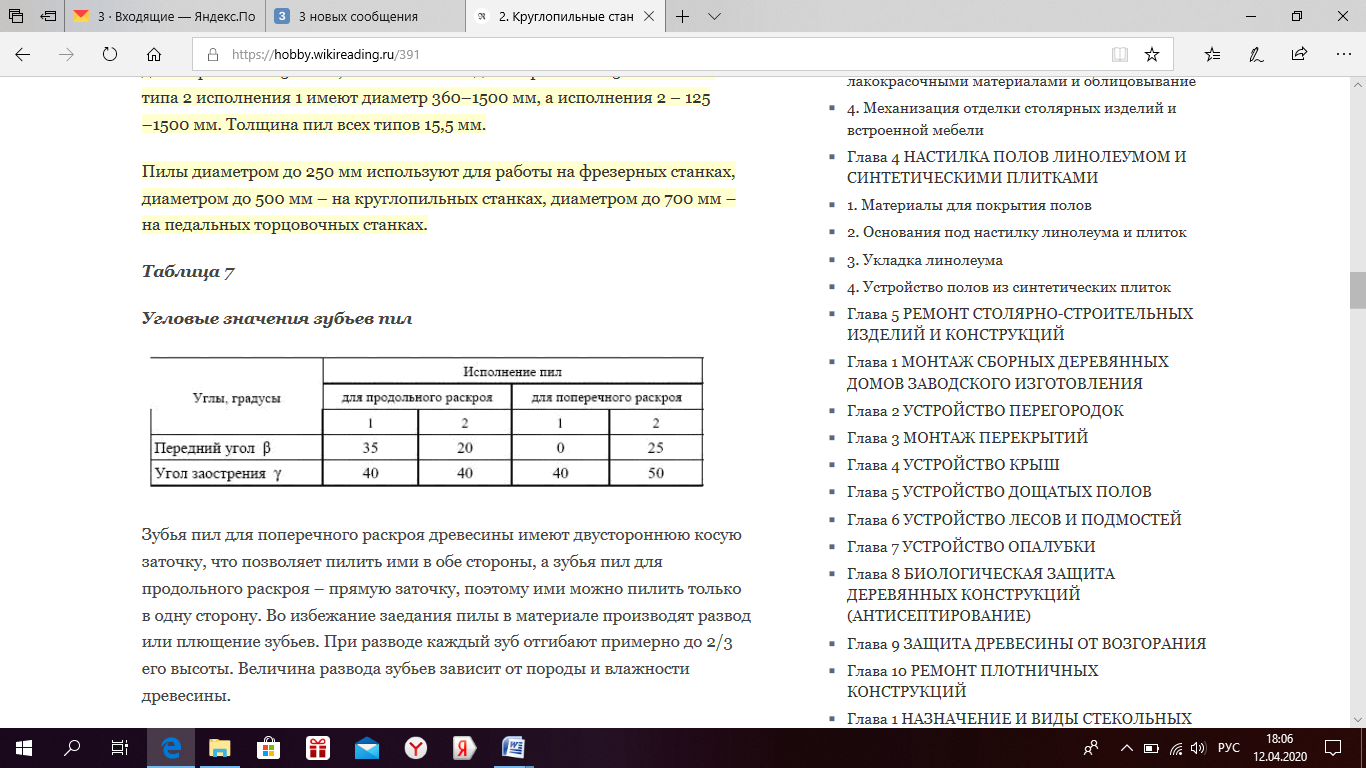 3 · Входящие — Яндекс.По
3 новых сообщения
2. Круглопильные стан
https://hobby.wikireading.ru/391
типа 2 исполнения 1 имеют диаметр 360–1500 мм, а исполнения 2 – 125
–1500 мм. Толщина пил всех типов 15,5 мм.
Пилы диаметром до 250 мм используют для работы на фрезерных станках,
диаметром до 500 мм – на круглопильных станках, диаметром до 700 мм –
на педальных торцовочных станках.
Таблица 7
Угловые значения зубьев пил
Углы, градусы
Исполнение пил
для продольного раскроя
для поперечного раскроя
1 2 1 2
Передний угол β 35 20 0 25
Угол заострения γ 40 40 40 50
Зубья пил для поперечного раскроя древесины имеют двустороннюю косую
заточку, что позволяет пилить ими в обе стороны, а зубья пил для
продольного раскроя – прямую заточку, поэтому ими можно пилить только
в одну сторону. Во избежание заедания пилы в материале производят развод
или плющение зубьев. При разводе каждый зуб отгибают примерно до 2/3
его высоты. Величина развода зубьев зависит от породы и влажности
древесины.
лакокрасочными материалами и облицовывание
4. Механизация отделки столярных изделий и
встроенной мебели
Глава 4 НАСТИЛКА ПОЛОВ ЛИНОЛЕУМОМ И
СИНТЕТИЧЕСКИМИ ПЛИТКАМИ
1. Материалы для покрытия полов
2. Основания под настилку линолеума и плиток
3. Укладка линолеума
4. Устройство полов из синтетических плиток
Глава 5 РЕМОНТ СТОЛЯРНО-СТРОИТЕЛЬНЫХ
ИЗДЕЛИЙ И КОНСТРУКЦИЙ
Глава 1 МОНТАЖ СБОРНЫХ ДЕРЕВЯННЫХ
ДОМОВ ЗАВОДСКОГО ИЗГОТОВЛЕНИЯ
Глава 2 УСТРОЙСТВО ПЕРЕГОРОДОК
Глава 3 МОНТАЖ ПЕРЕКРЫТИЙ
Глава 4 УСТРОЙСТВО КРЫШ
Глава 5 УСТРОЙСТВО ДОЩАТЫХ ПОЛОВ
Глава 6 УСТРОЙСТВО ЛЕСОВ И ПОДМОСТЕЙ
Глава 7 УСТРОЙСТВО ОПАЛУБКИ
Глава 8 БИОЛОГИЧЕСКАЯ ЗАЩИТА
ДЕРЕВЯННЫХ КОНСТРУКЦИЙ
(АНТИСЕПТИРОВАНИЕ)
Глава 9 ЗАЩИТА ДРЕВЕСИНЫ ОТ ВОЗГОРАНИЯ
Глава 10 РЕМОНТ ПЛОТНИЧНЫХ
КОНСТРУКЦИЙ
Глава 1 НАЗНАЧЕНИЕ И ВИДЫ СТЕКОЛЬНЫХ
РУС
18:06
12.04.2020